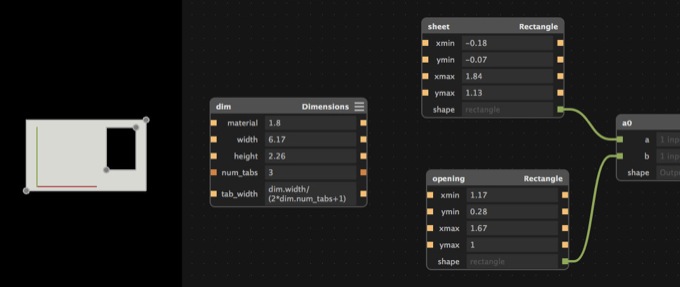 sheet Rectangle
xmin -0.18
ymin -0.07
xmax 1.84
ymax 1.13
shape rectangle
dim Dimensions
material 1.8
width 6.17
height 2.26
num_tabs 3
tab_width dim.width/
(2*dim.num_tabs+1)
opening Rectangle
xmin 1.17
ymin 0.28
xmax 1.67
ymax 1
shape rectangle
a0
a 1 inp
b 1 inp
shape Outp